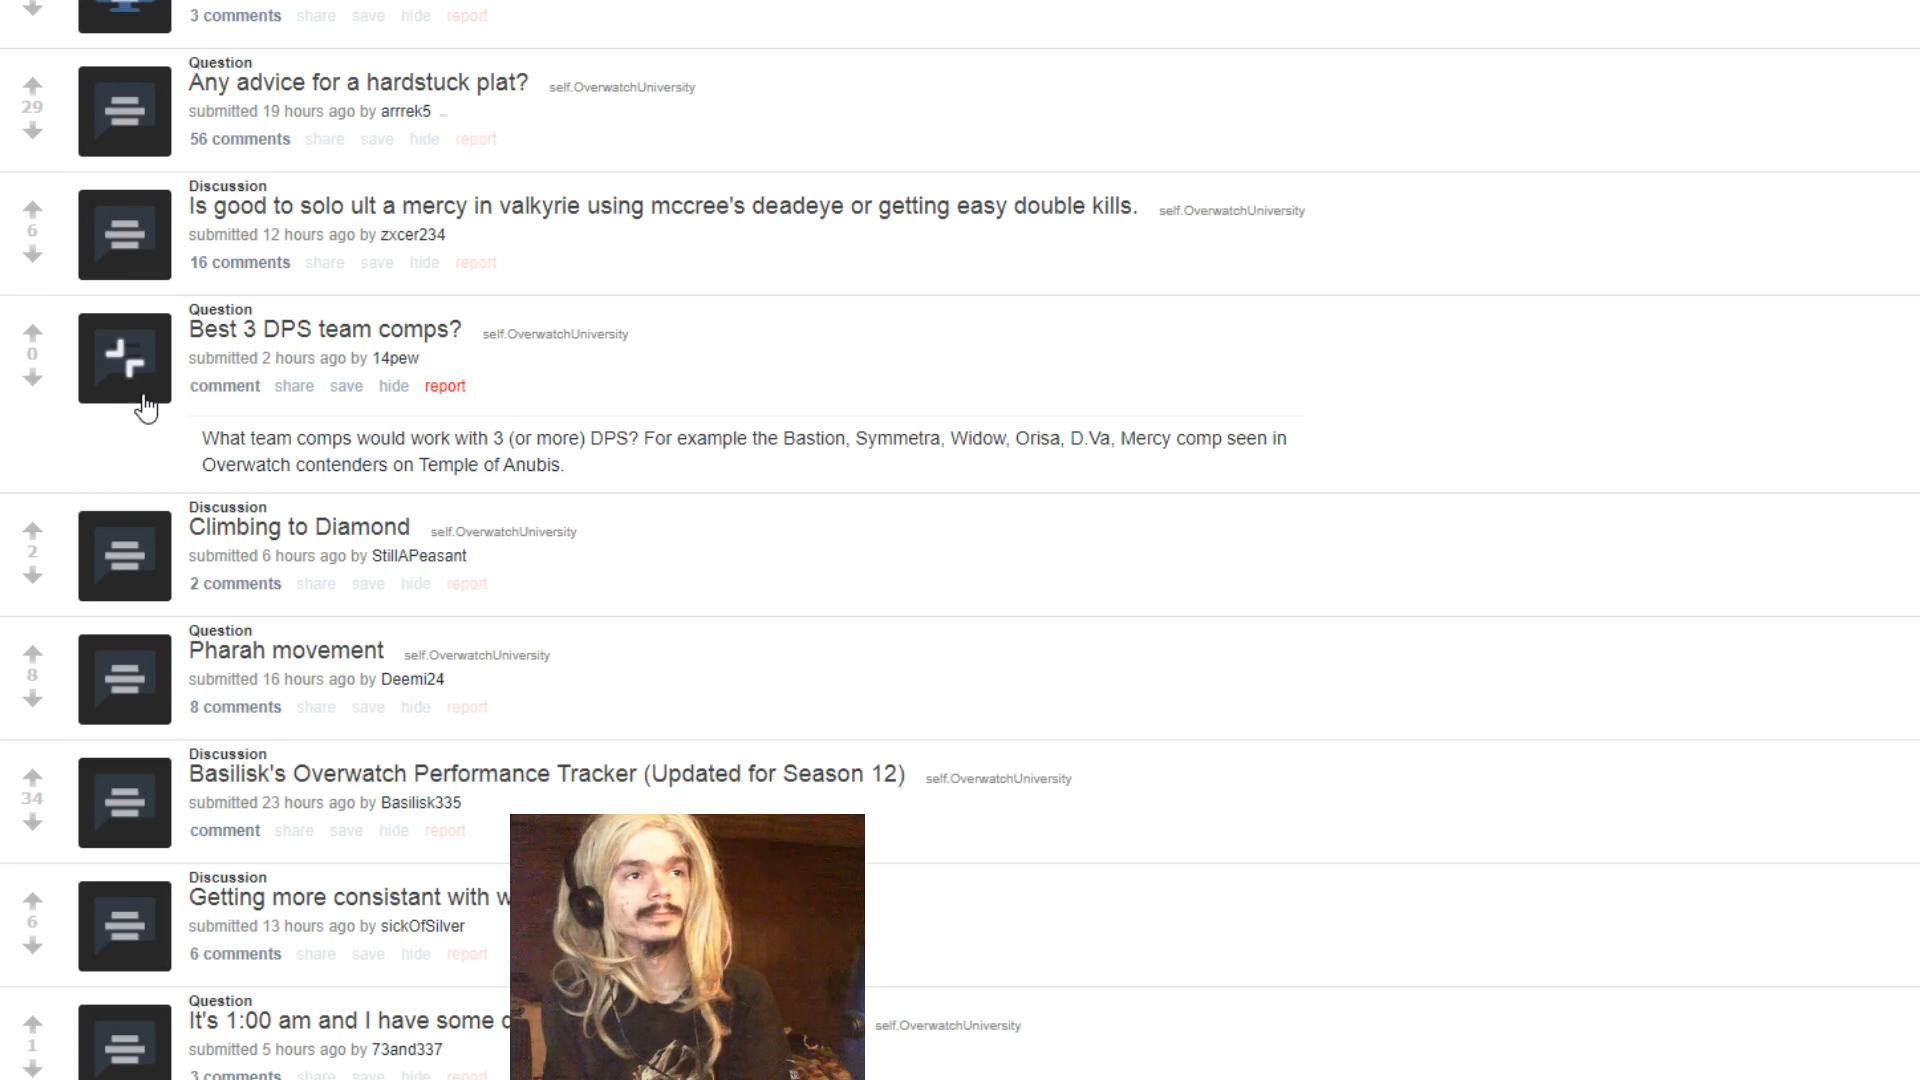 3 comments share save hide report
Question
Any advice for a hardstuck plat? self.OverwatchUniversity
29
submitted 19 hours ago by arrrek5
56 comments share save hide report
Discussion
Is good to solo ult a mercy in valkyrie using mccree's deadeye or getting easy double kills. self.OverwatchUniversity
6
submitted 12 hours ago by zxcer234
16 comments share save hide report
Question
Best 3 DPS team comps? self.OverwatchUniversity
0
submitted 2 hours ago by 14pew
comment share save hide report
What team comps would work with 3 (or more) DPS? For example the Bastion, Symmetra, Widow, Orisa, D.Va, Mercy comp seen in
Overwatch contenders on Temple of Anubis.
Discussion
Climbing to Diamond self.OverwatchUniversity
2
submitted 6 hours ago by StillAPeasant
2 comments share save hide report
Question
Pharah movement self.OverwatchUniversity
8
submitted 16 hours ago by Deemi24
8 comments share save hide report
Discussion
Basilisk's Overwatch Performance Tracker (Updated for Season 12) self.OverwatchUniversity
34
submitted 23 hours ago by Basilisk335
comment share save hide report
Discussion
Getting more consistant with
6
submitted 13 hours ago by sickOfSilver
6 comments share save hide report
Question
It's 1:00 am and I have some self.OverwatchUniversity
1
submitted 5 hours ago by 73and337
3 comments share save hide report